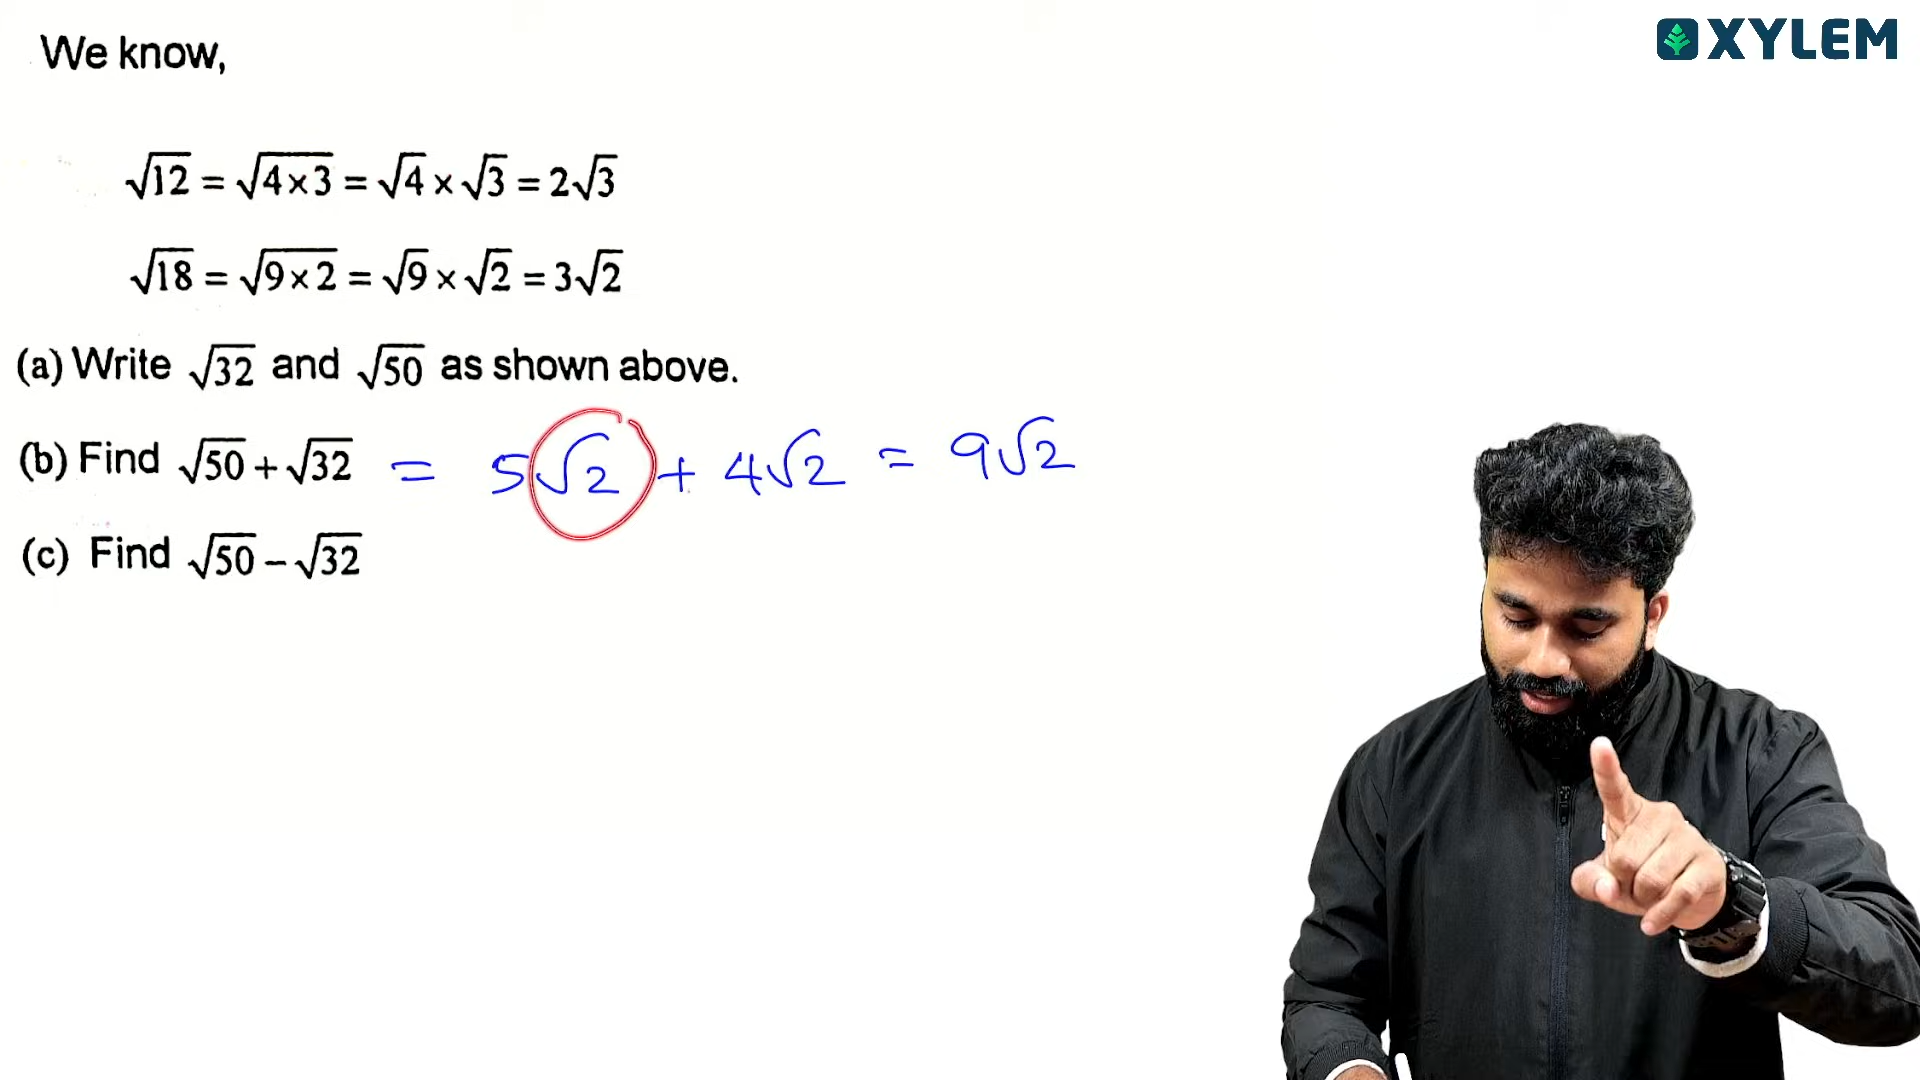 We know,
XYLEM
√12 = √4×3 = √4 × √3 = 2√3
√18 = √9×2 = √9 × √2 = 3√2
(a) Write √32 and √50 as shown above.
(b) Find √50 + √32 = 5√2 + 4√2 = 9√2
(c) Find √50 − √32